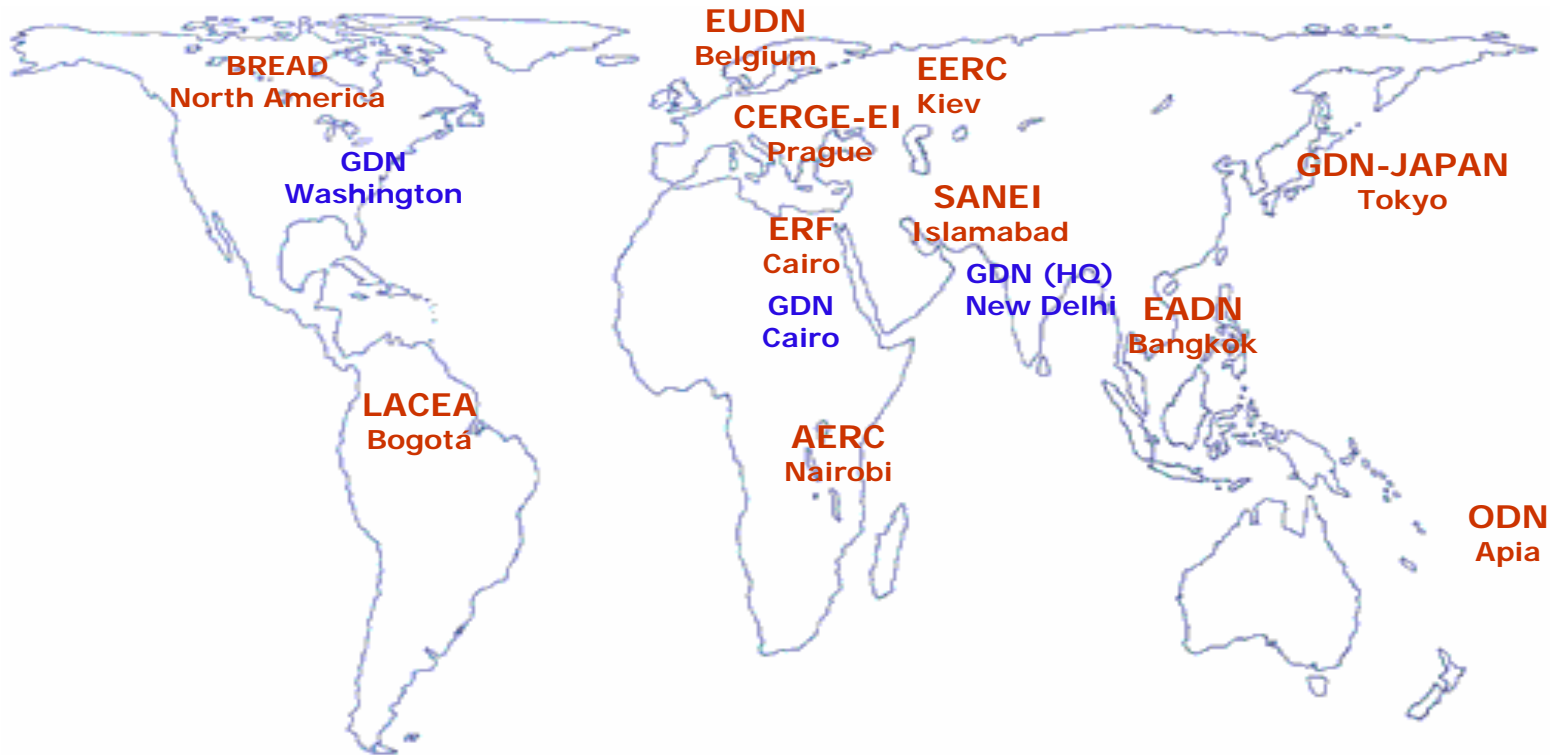 EUDN
Belgium
BREAD
North America
EERC
Kiev
CERGE-EI
Prague
GDN
Washington
GDN-JAPAN
Tokyo
SANEI
Islamabad
ERF
Cairo
GDN (HQ)
New Delhi
GDN
Cairo
EADN
Bangkok
LACEA
Bogotá
AERC
Nairobi
ODN
Apia